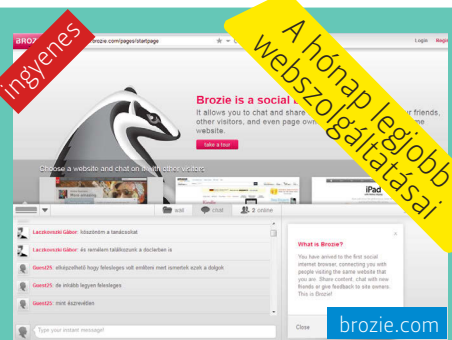 ingyenes
A hónap legjobb
webszolgáltatásai
brozie.com/pages/startpage
Login
Brozie is a social
It allows you to chat and share
ur friends,
other visitors, and even page own
me
website.
take a tour
Choose a website and chat on it with other visitors
iPad
wall
chat
2 online
Laczkovszki Gábor: köszönöm a tanácsokat
Laczkovszki Gábor: és remélem találkozunk a disclerben is
Guest25: elképzelhető hogy felesleges volt említeni mert ismertek ezek a dolgok
Guest25: de inkább legyen felesleges
Guest25: mint észrevétlen
Type your instant message!
What is Brozie?
You have arrived to the first social
internet browser, connecting you with
people visiting the same website that
you are. Share content, chat with new
friends or give feedback to site owners.
This is Brozie!
Close
brozie.com